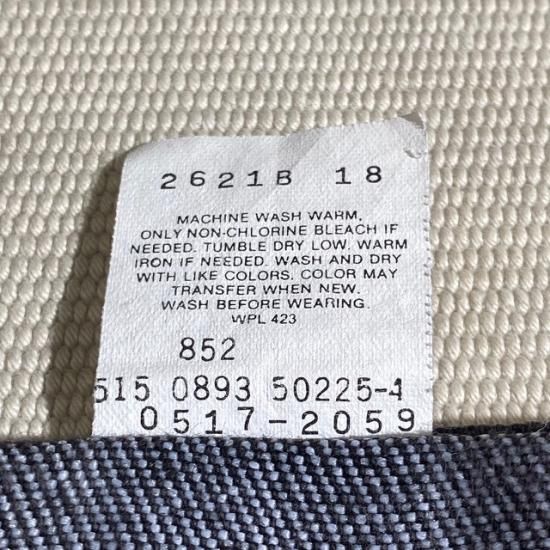 2621B 18
MACHINE WASH WARM,
ONLY NON-CHLORINE BLEACH IF
NEEDED. TUMBLE DRY LOW. WARM
IRON IF NEEDED. WASH AND DRY
WITH LIKE COLORS. COLOR MAY
TRANSFER WHEN NEW.
WASH BEFORE WEARING.
WPL 423
852
515 0893 50225-4
0517-2059